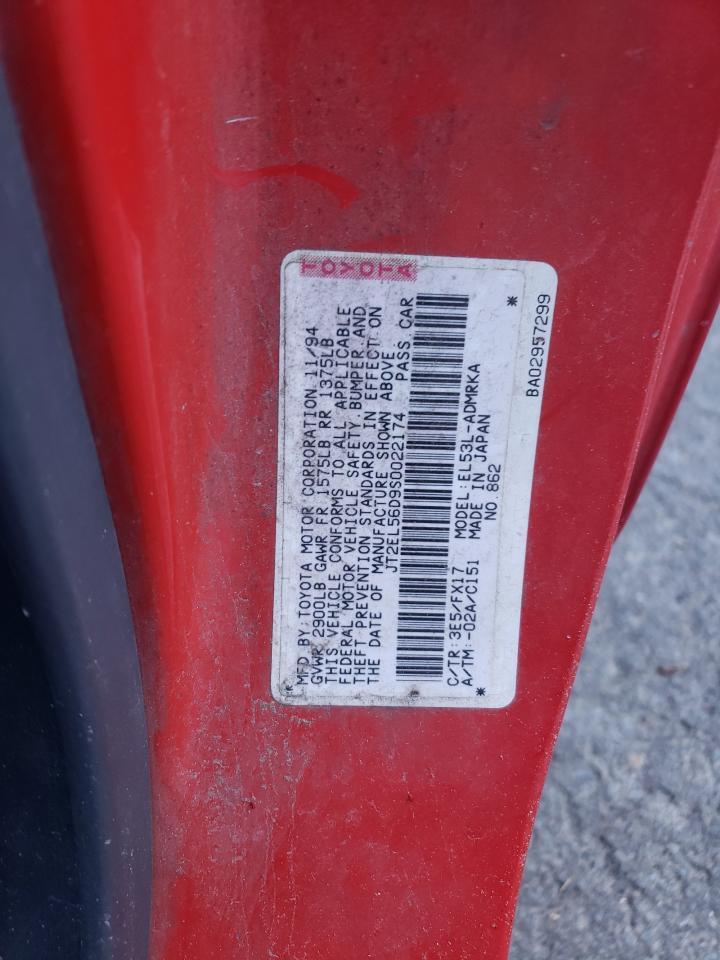 TOYOTA
*MFD BY: TOYOTA MOTOR CORPORATION 11/94
GVWR 2900LB GAWR FR 1575LB RR 1375LB
THIS VEHICLE CONFORMS TO ALL APPLICABLE
FEDERAL MOTOR VEHICLE SAFETY, BUMPER, AND
THEFT PREVENTION STANDARDS IN EFFECT ON
THE DATE OF MANUFACTURE SHOWN ABOVE
JT2EL56D9S0022174 PASS CAR
C/TR: 3E5/FX17 MODEL: EL53L-ADMRKA
A/TM: -02A/C151 MADE IN JAPAN
* NO. 862 *
BA02957299